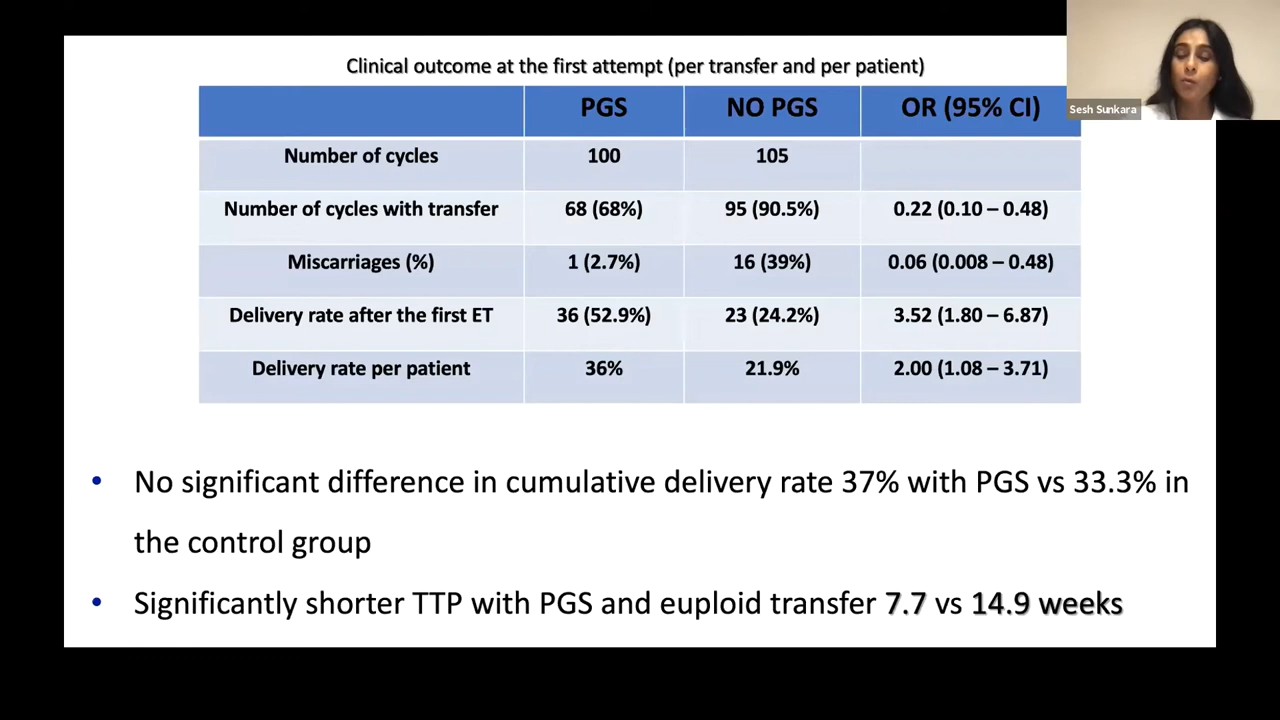 Clinical outcome at the first attempt (per transfer and per patient)
PGS NO PGS OR (95% CI)
Sesh Sunkara
Number of cycles 100 105
Number of cycles with transfer 68 (68%) 95 (90.5%) 0.22 (0.10 – 0.48)
Miscarriages (%) 1 (2.7%) 16 (39%) 0.06 (0.008 – 0.48)
Delivery rate after the first ET 36 (52.9%) 23 (24.2%) 3.52 (1.80 – 6.87)
Delivery rate per patient 36% 21.9% 2.00 (1.08 – 3.71)
• No significant difference in cumulative delivery rate 37% with PGS vs 33.3% in
the control group
• Significantly shorter TTP with PGS and euploid transfer 7.7 vs 14.9 weeks